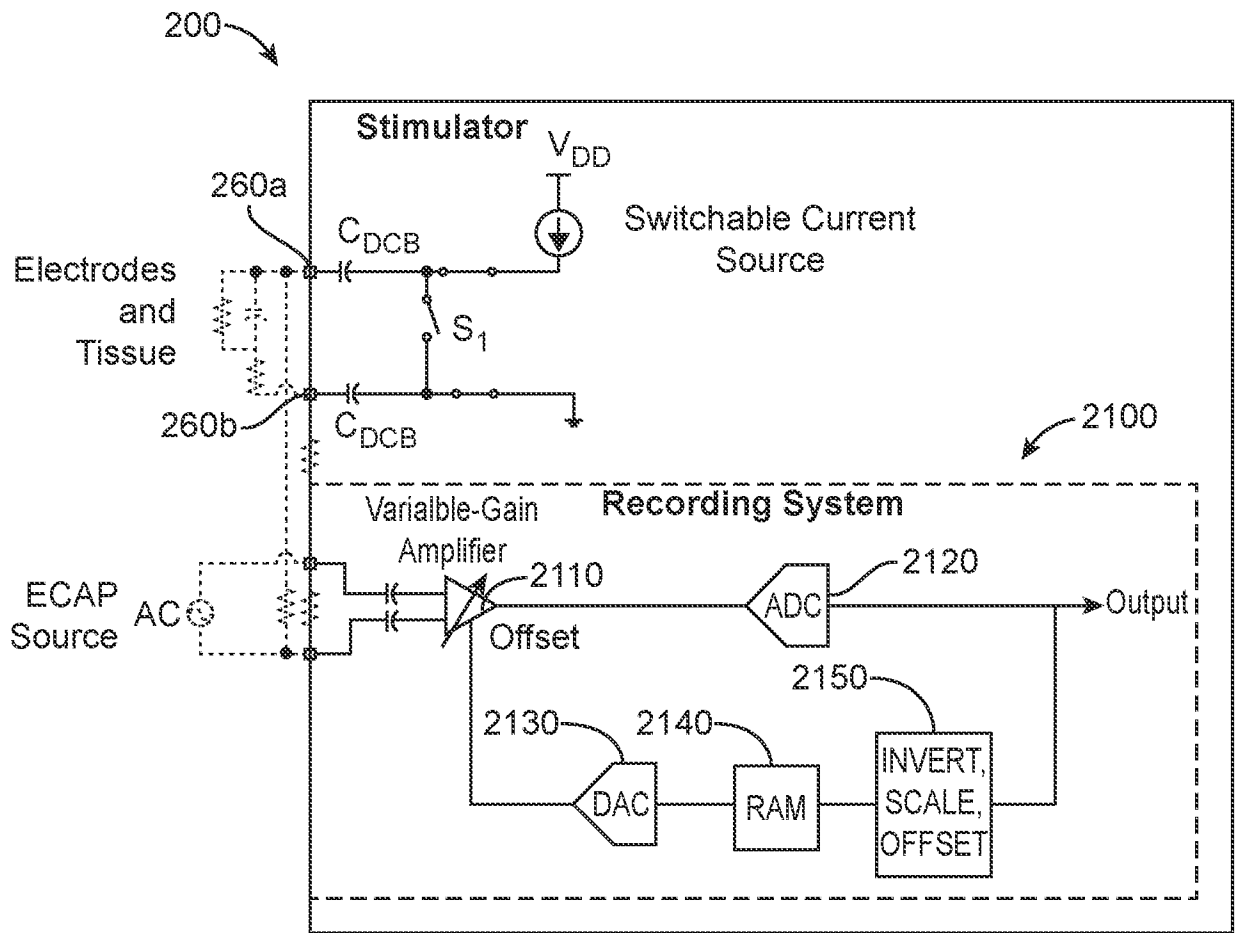 200
Stimulator
VDD
260a
Switchable Current
Source
CDCB
Electrodes
and
Tissue
S1
260b
CDCB
2100
Recording System
Varialble-Gain
Amplifier
2110
2120
ECAP
Source
AC
ADC
Output
Offset
2150
2130
2140
INVERT,
SCALE,
OFFSET
DAC
RAM